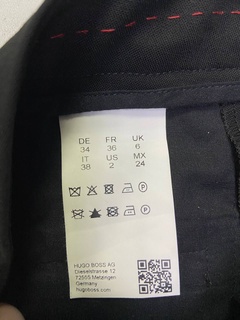 DE FR UK
34 36 6
IT US MX
38 2 24
HUGO BOSS AG
Dieselstrasse 12
72555 Metzingen
Germany
hugoboss.com